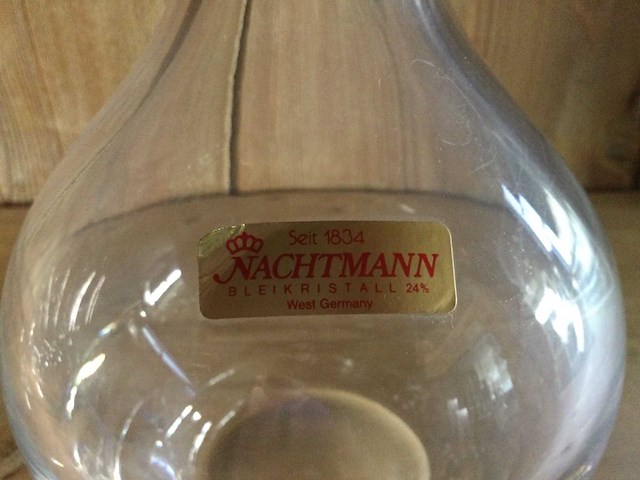 Seit 1834
NACHTMANN
BLEIKRISTALL 24%
West Germany